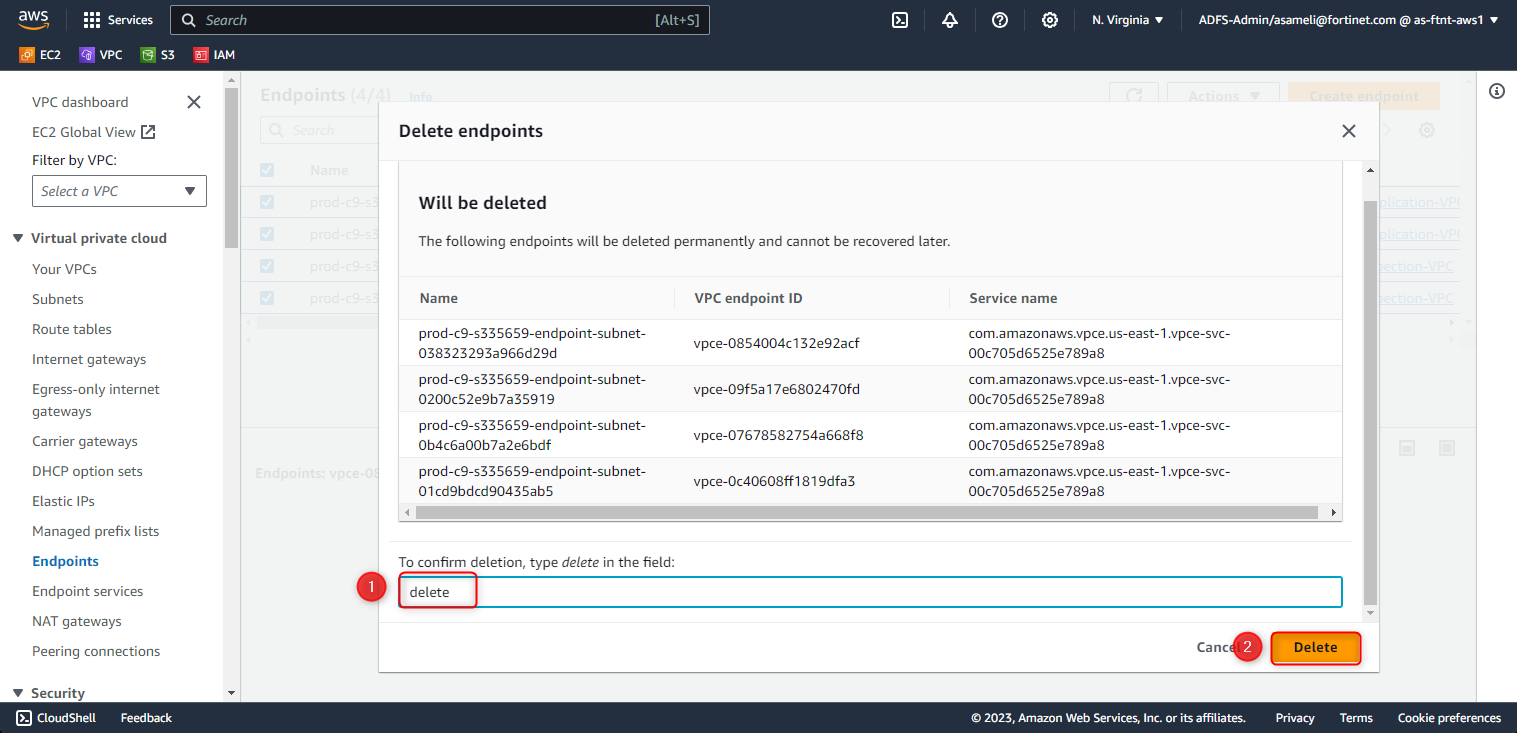 aws
Services
Search
[Alt+S]
N. Virginia
ADFS-Admin/asameli@fortinet.com @ as-ftnt-aws1
EC2
VPC
S3
IAM
VPC dashboard
EC2 Global View
Filter by VPC:
Select a VPC
Virtual private cloud
Your VPCs
Subnets
Route tables
Internet gateways
Egress-only internet
gateways
Carrier gateways
DHCP option sets
Elastic IPs
Managed prefix lists
Endpoints
Endpoint services
NAT gateways
Peering connections
Security
Endpoints (4/4)
Info
Actions
Create endpoint
Search
Name
prod-c9-s3
prod-c9-s3
prod-c9-s3
prod-c9-s3
plication-VPC
plication-VPC
pection-VPC
pection-VPC
Endpoints: vpce-08
Delete endpoints
Will be deleted
The following endpoints will be deleted permanently and cannot be recovered later.
Name
VPC endpoint ID
Service name
prod-c9-s335659-endpoint-subnet-
038323293a966d29d
vpce-0854004c132e92acf
com.amazonaws.vpce.us-east-1.vpce-svc-
00c705d6525e789a8
prod-c9-s335659-endpoint-subnet-
0200c52e9b7a35919
vpce-09f5a17e6802470fd
com.amazonaws.vpce.us-east-1.vpce-svc-
00c705d6525e789a8
prod-c9-s335659-endpoint-subnet-
0b4c6a00b7a2e6bdf
vpce-07678582754a668f8
com.amazonaws.vpce.us-east-1.vpce-svc-
00c705d6525e789a8
prod-c9-s335659-endpoint-subnet-
01cd9bdcd90435ab5
vpce-0c40608ff1819dfa3
com.amazonaws.vpce.us-east-1.vpce-svc-
00c705d6525e789a8
To confirm deletion, type delete in the field:
1
delete
Cancel
2
Delete
CloudShell
Feedback
© 2023, Amazon Web Services, Inc. or its affiliates.
Privacy
Terms
Cookie preferences